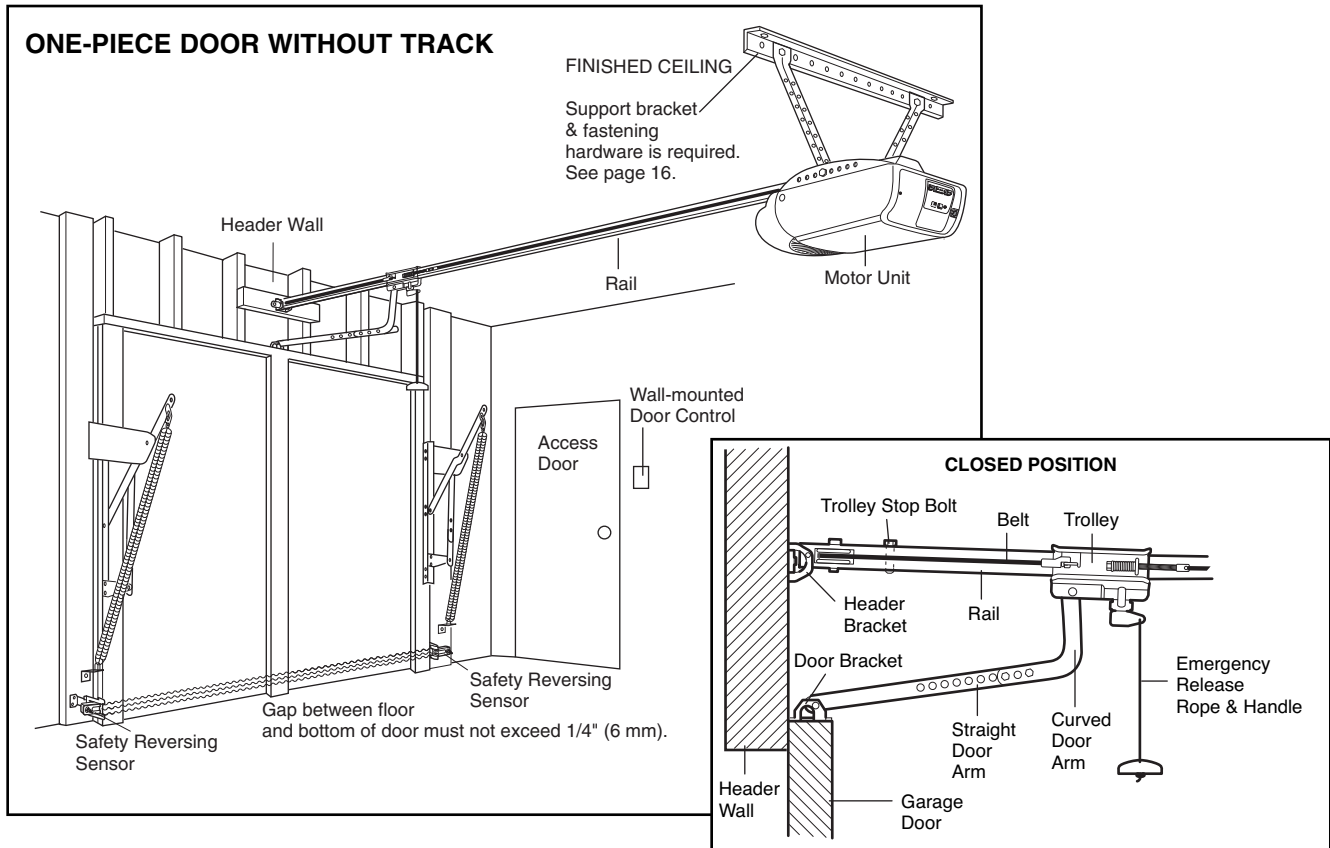 ONE-PIECE DOOR WITHOUT TRACK
FINISHED CEILING
Support bracket
& fastening
hardware is required.
See page 16.
Header Wall
Rail
Motor Unit
Wall-mounted
Door Control
Access
Door
Safety Reversing
Sensor
Gap between floor
and bottom of door must not exceed 1/4" (6 mm).
Safety Reversing
Sensor
CLOSED POSITION
Trolley Stop Bolt
Belt
Trolley
Header
Bracket
Rail
Door Bracket
Emergency
Release
Rope & Handle
Straight
Door
Arm
Curved
Door
Arm
Header
Wall
Garage
Door